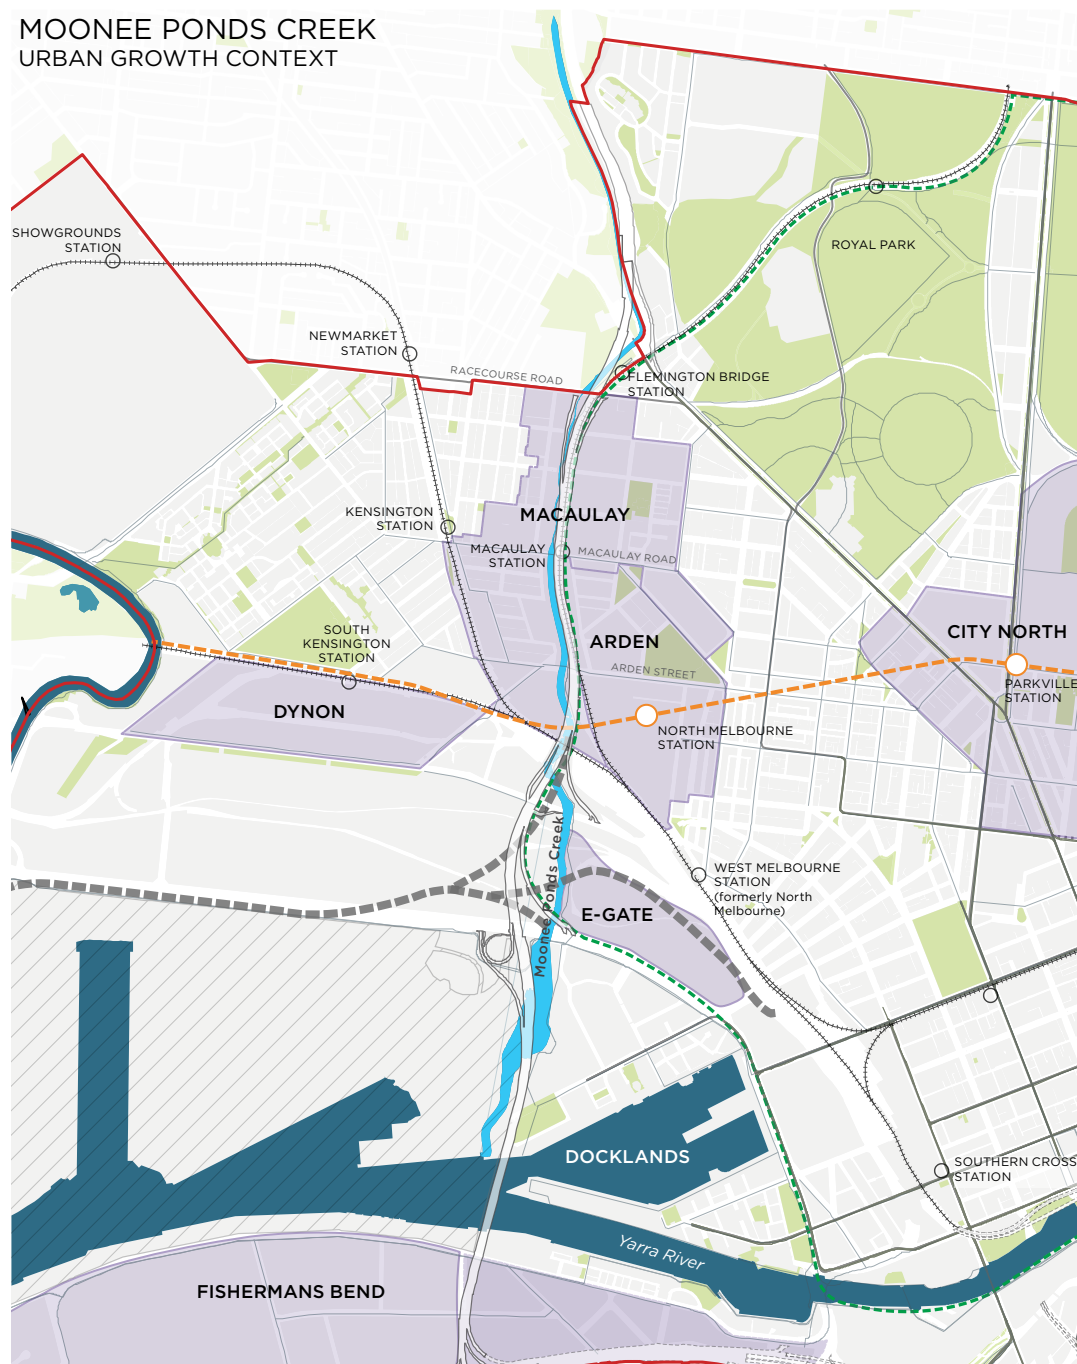 MOONEE PONDS CREEK
URBAN GROWTH CONTEXT
SHOWGROUNDS
STATION
ROYAL PARK
NEWMARKET
STATION
RACECOURSE ROAD
FLEMINGTON BRIDGE
STATION
KENSINGTON
STATION
MACAULAY
MACAULAY
STATION
MACAULAY ROAD
SOUTH
KENSINGTON
STATION
ARDEN
ARDEN STREET
CITY NORTH
PARKVILLE
STATION
DYNON
NORTH MELBOURNE
STATION
Moonee Ponds Creek
WEST MELBOURNE
STATION
(formerly North
Melbourne)
E-GATE
DOCKLANDS
SOUTHERN CROSS
STATION
Yarra River
FISHERMANS BEND